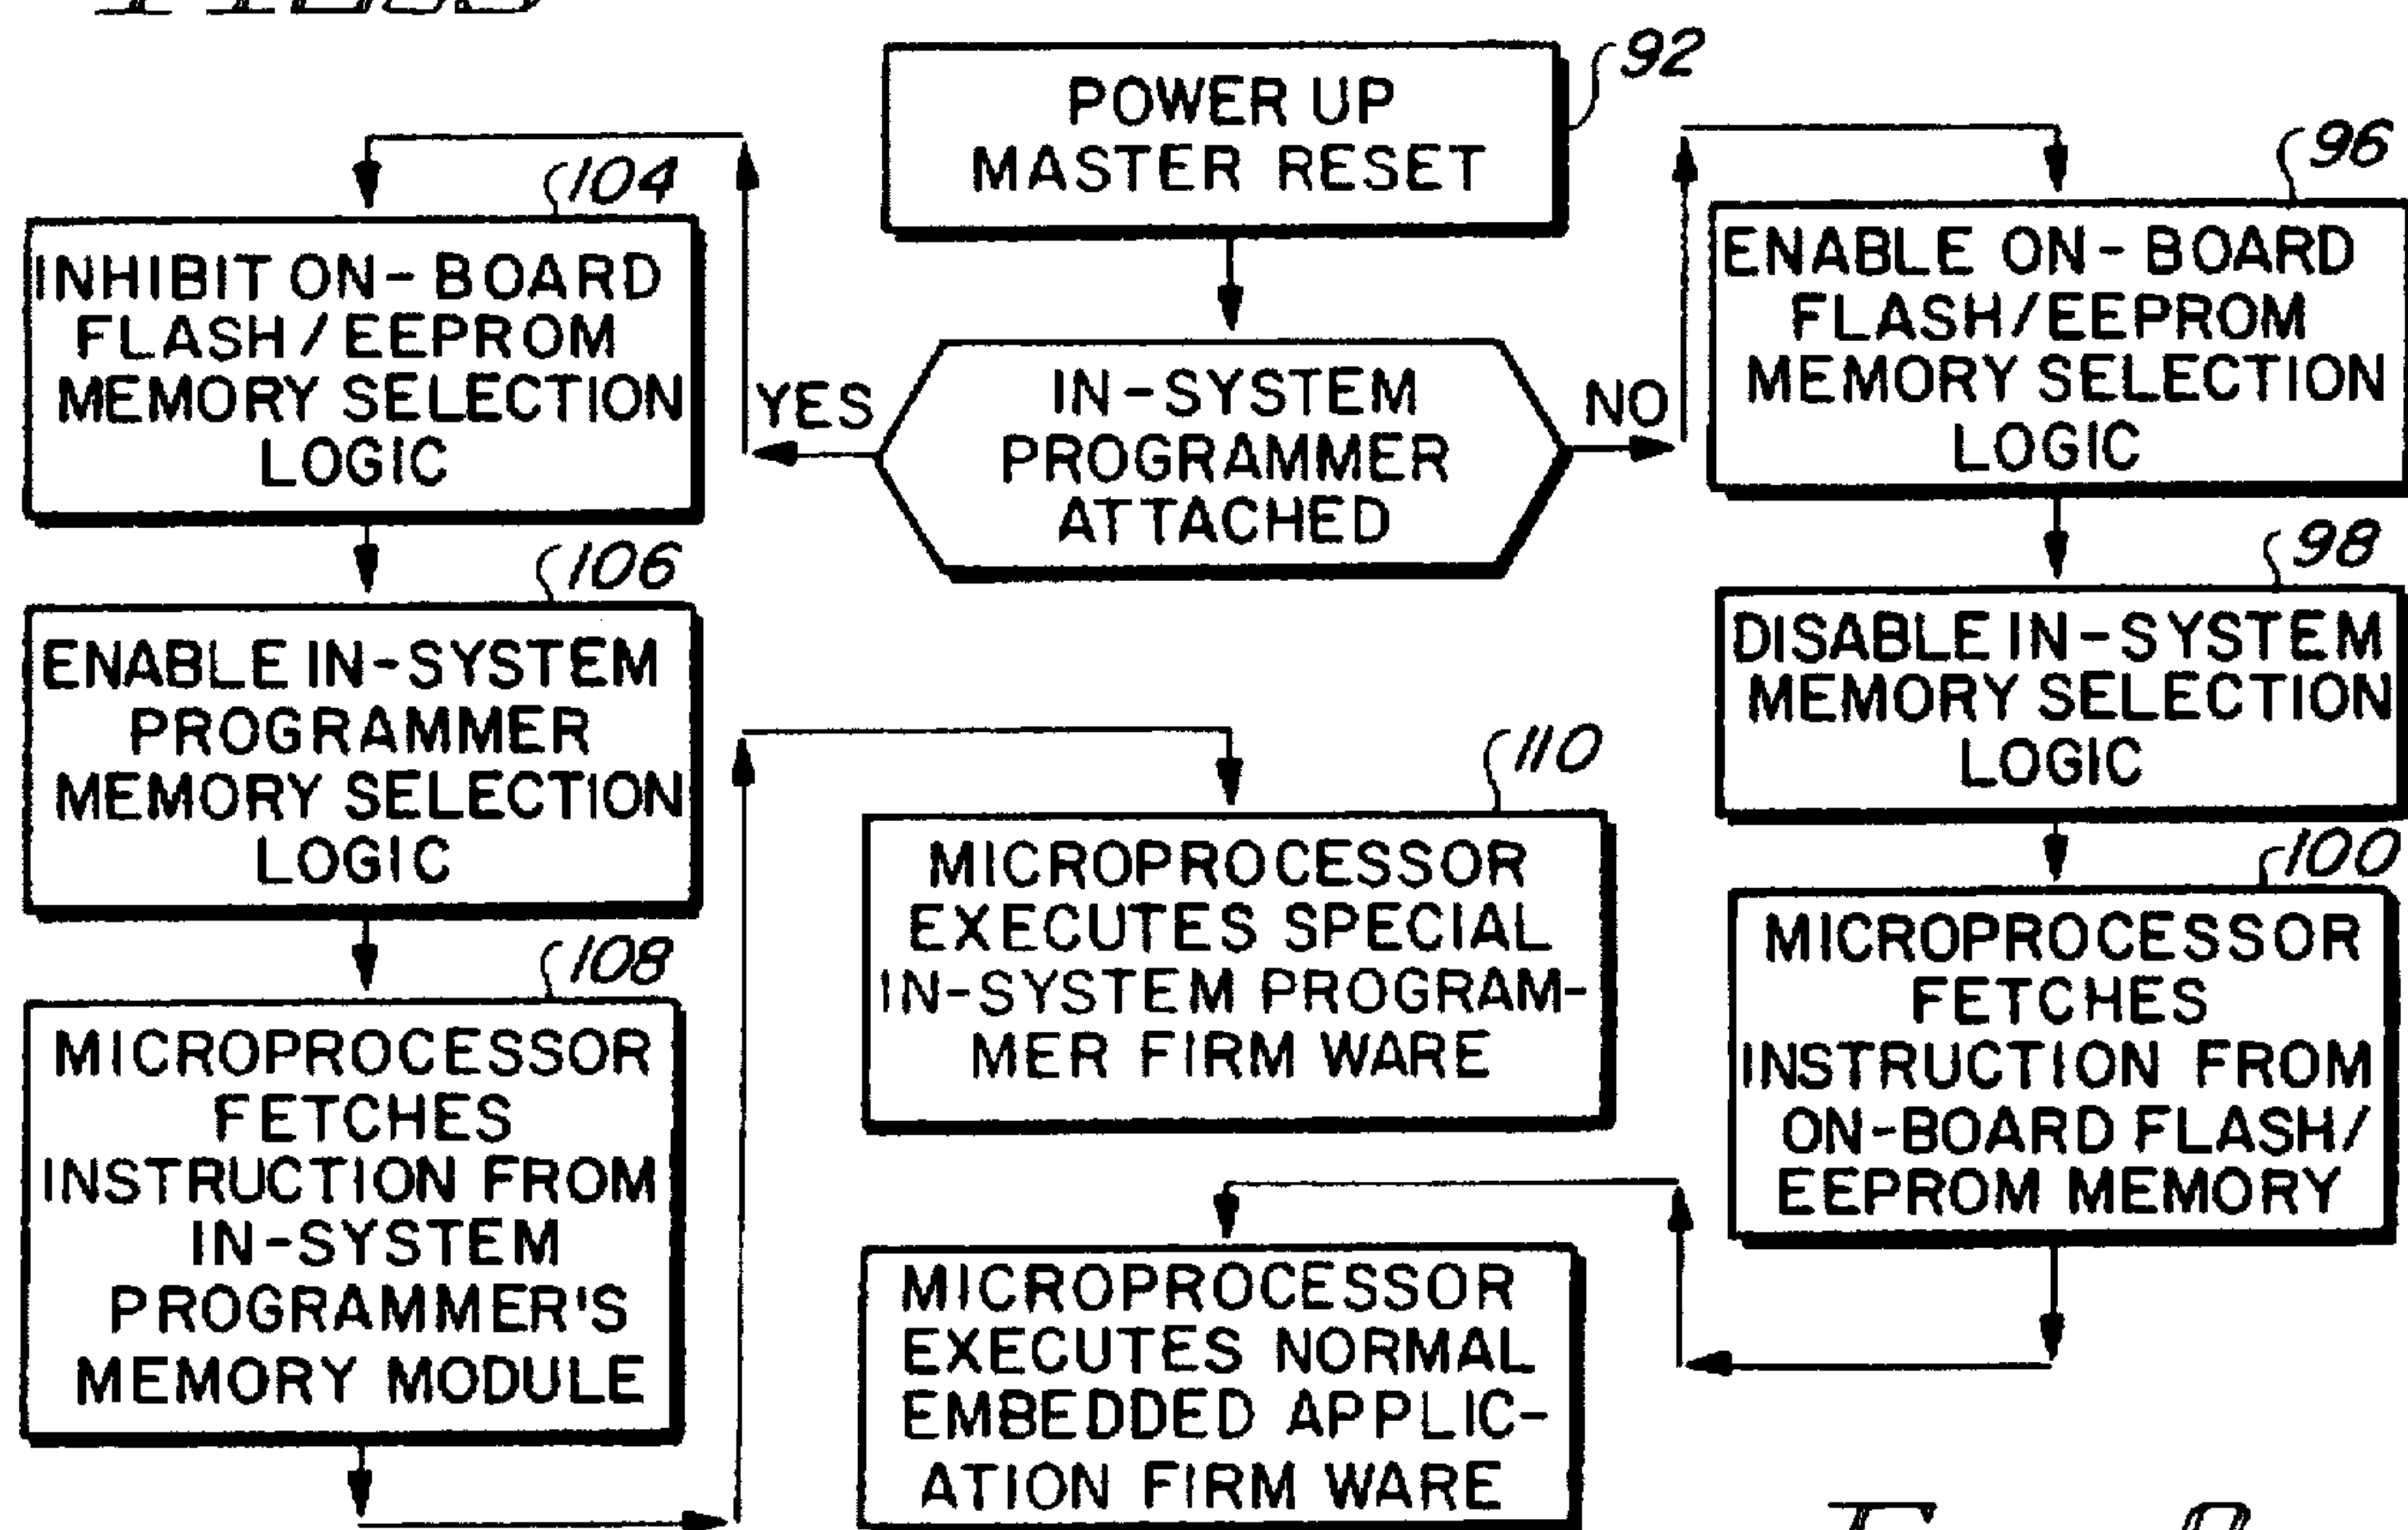 92
POWER UP
MASTER RESET
IN-SYSTEM
PROGRAMMER
ATTACHED
YES
NO
104
INHIBIT ON-BOARD
FLASH/EEPROM
MEMORY SELECTION
LOGIC
106
ENABLE IN-SYSTEM
PROGRAMMER
MEMORY SELECTION
LOGIC
108
MICROPROCESSOR
FETCHES
INSTRUCTION FROM
IN-SYSTEM
PROGRAMMER'S
MEMORY MODULE
110
MICROPROCESSOR
EXECUTES SPECIAL
IN-SYSTEM PROGRAM-
MER FIRM WARE
96
ENABLE ON-BOARD
FLASH/EEPROM
MEMORY SELECTION
LOGIC
98
DISABLE IN-SYSTEM
MEMORY SELECTION
LOGIC
100
MICROPROCESSOR
FETCHES
INSTRUCTION FROM
ON-BOARD FLASH/
EEPROM MEMORY
MICROPROCESSOR
EXECUTES NORMAL
EMBEDDED APPLIC-
ATION FIRM WARE